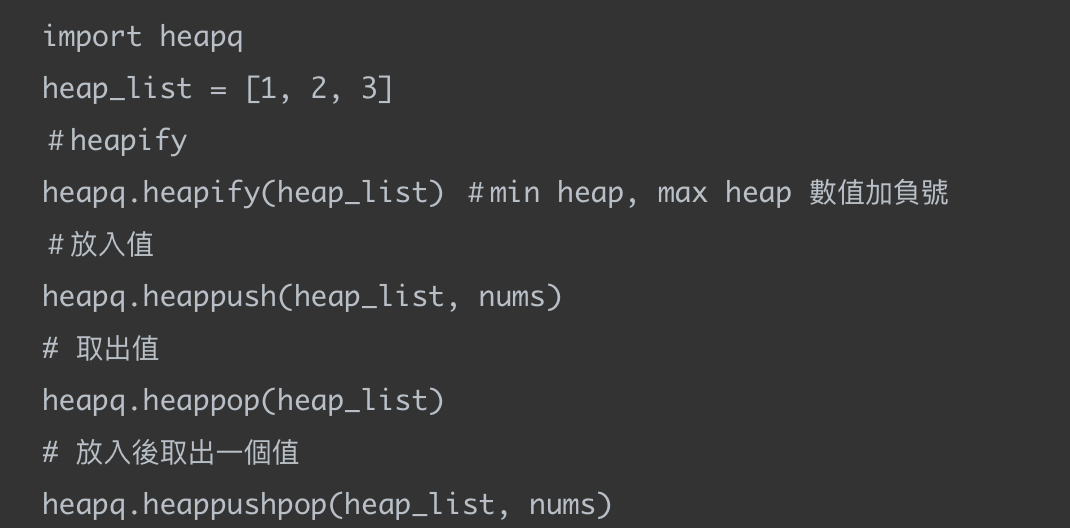 import heapq
heap_list = [1, 2, 3]
#heapify
heapq.heapify(heap_list) #min heap, max heap 數值加負號
#放入值
heapq.heappush(heap_list, nums)
# 取出值
heapq.heappop(heap_list)
# 放入後取出一個值
heapq.heappushpop(heap_list, nums)